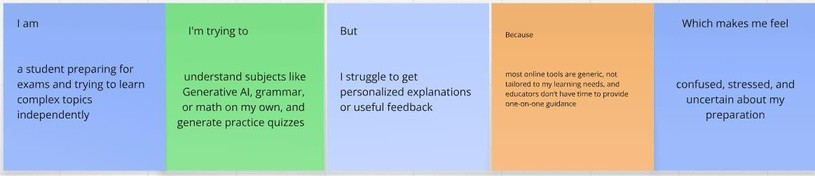 I am
a student preparing for
exams and trying to learn
complex topics
independently
I'm trying to
understand subjects like
Generative AI, grammar,
or math on my own, and
generate practice quizzes
But
I struggle to get
personalized explanations
or useful feedback
Because
most online tools are generic, not
tailored to my learning needs, and
educators don't have time to provide
one-on-one guidance
Which makes me feel
confused, stressed, and
uncertain about my
preparation